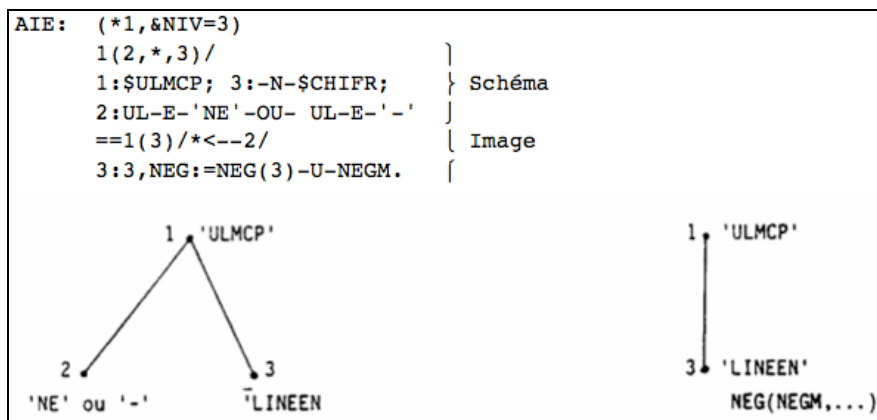 AIE: (*1,&NIV=3)
1(2,*,3)/
1:$ULMCP; 3:-N-$CHIFR; } Schéma
2:UL-E-'NE'-OU- UL-E-'-'
==1(3)/*<--2/ Image
3:3,NEG:=NEG(3)-U-NEGM.
1 'ULMCP' 1 'ULMCP'
2 3 3 'LINEEN'
'NE' ou '-' 'LINEEN NEG(NEGM,...)